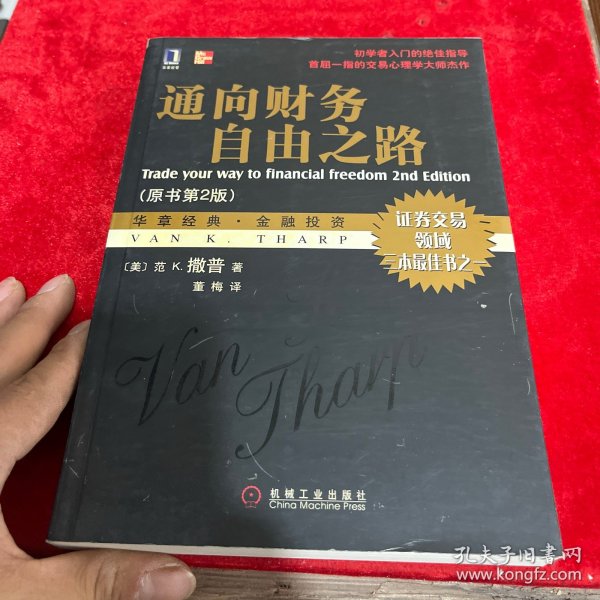 初学者入门的绝佳指导
首屈一指的交易心理学大师杰作
通向财务
自由之路
Trade your way to financial freedom 2nd Edition
（原书第2版）
华章经典·金融投资
VAN K. THARP
证券交易
领域
三本最佳书之一
〔美〕范 K. 撒普 著
董梅 译
Van
Tharp
机械工业出版社
China Machine Press
孔夫子旧书网
www.kongfz.com